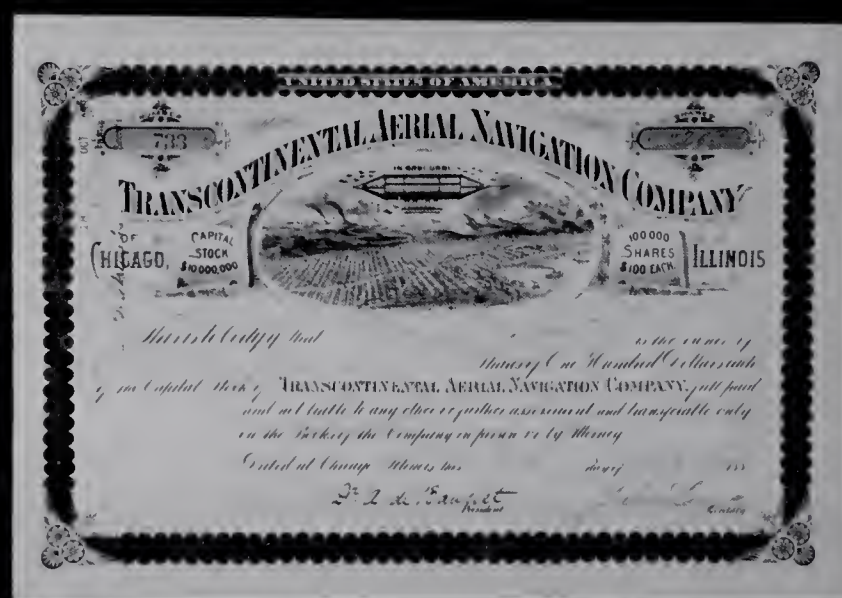 UNITED STATES OF AMERICA
733
TRANSCONTINENTAL AERIAL NAVIGATION COMPANY
OF
CHICAGO,
CAPITAL
STOCK
$10000,000
100 000
SHARES
$100 EACH.
ILLINOIS
This is to Certify that is the owner of
Shares of One Hundred Dollars each
of the Capital Stock of TRANSCONTINENTAL AERIAL NAVIGATION COMPANY, full paid
and not liable to any other or further assessment and transferable only
on the Books of the Company in person or by Attorney
Dated at Chicago Illinois this day of 188
President